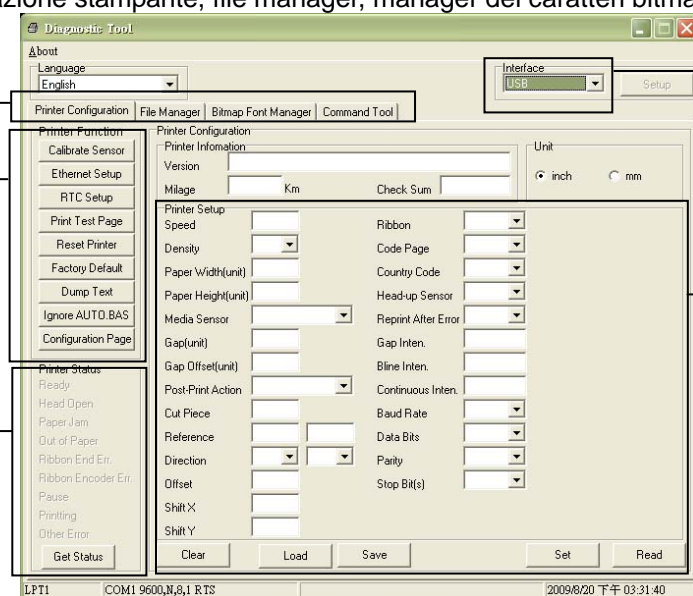 azione stampante, file manager, manager dei caratteri bitma
Diagnostic Tool
About
Language
English
Interface
USB
Setup
Printer Configuration File Manager Bitmap Font Manager Command Tool
Printer Function
Calibrate Sensor
Ethernet Setup
RTC Setup
Print Test Page
Reset Printer
Factory Default
Dump Text
Ignore AUTO.BAS
Configuration Page
Printer Status
Ready
Head Open
Paper Jam
Out of Paper
Ribbon End Err.
Ribbon Encoder Err.
Pause
Printting
Other Error
Get Status
Printer Configuration
Printer Infomation
Version
Milage Km Check Sum
Unit
inch mm
Printer Setup
Speed Ribbon
Density Code Page
Paper Width(unit) Country Code
Paper Height(unit) Head-up Sensor
Media Sensor Reprint After Error
Gap(unit) Gap Inten.
Gap Offset(unit) Bline Inten.
Post-Print Action Continuous Inten.
Cut Piece Baud Rate
Reference Data Bits
Direction Parity
Offset Stop Bit(s)
Shift X
Shift Y
Clear Load Save Set Read
LPT1 COM1 9600,N,8,1 RTS 2009/8/20 下午 03:31:40